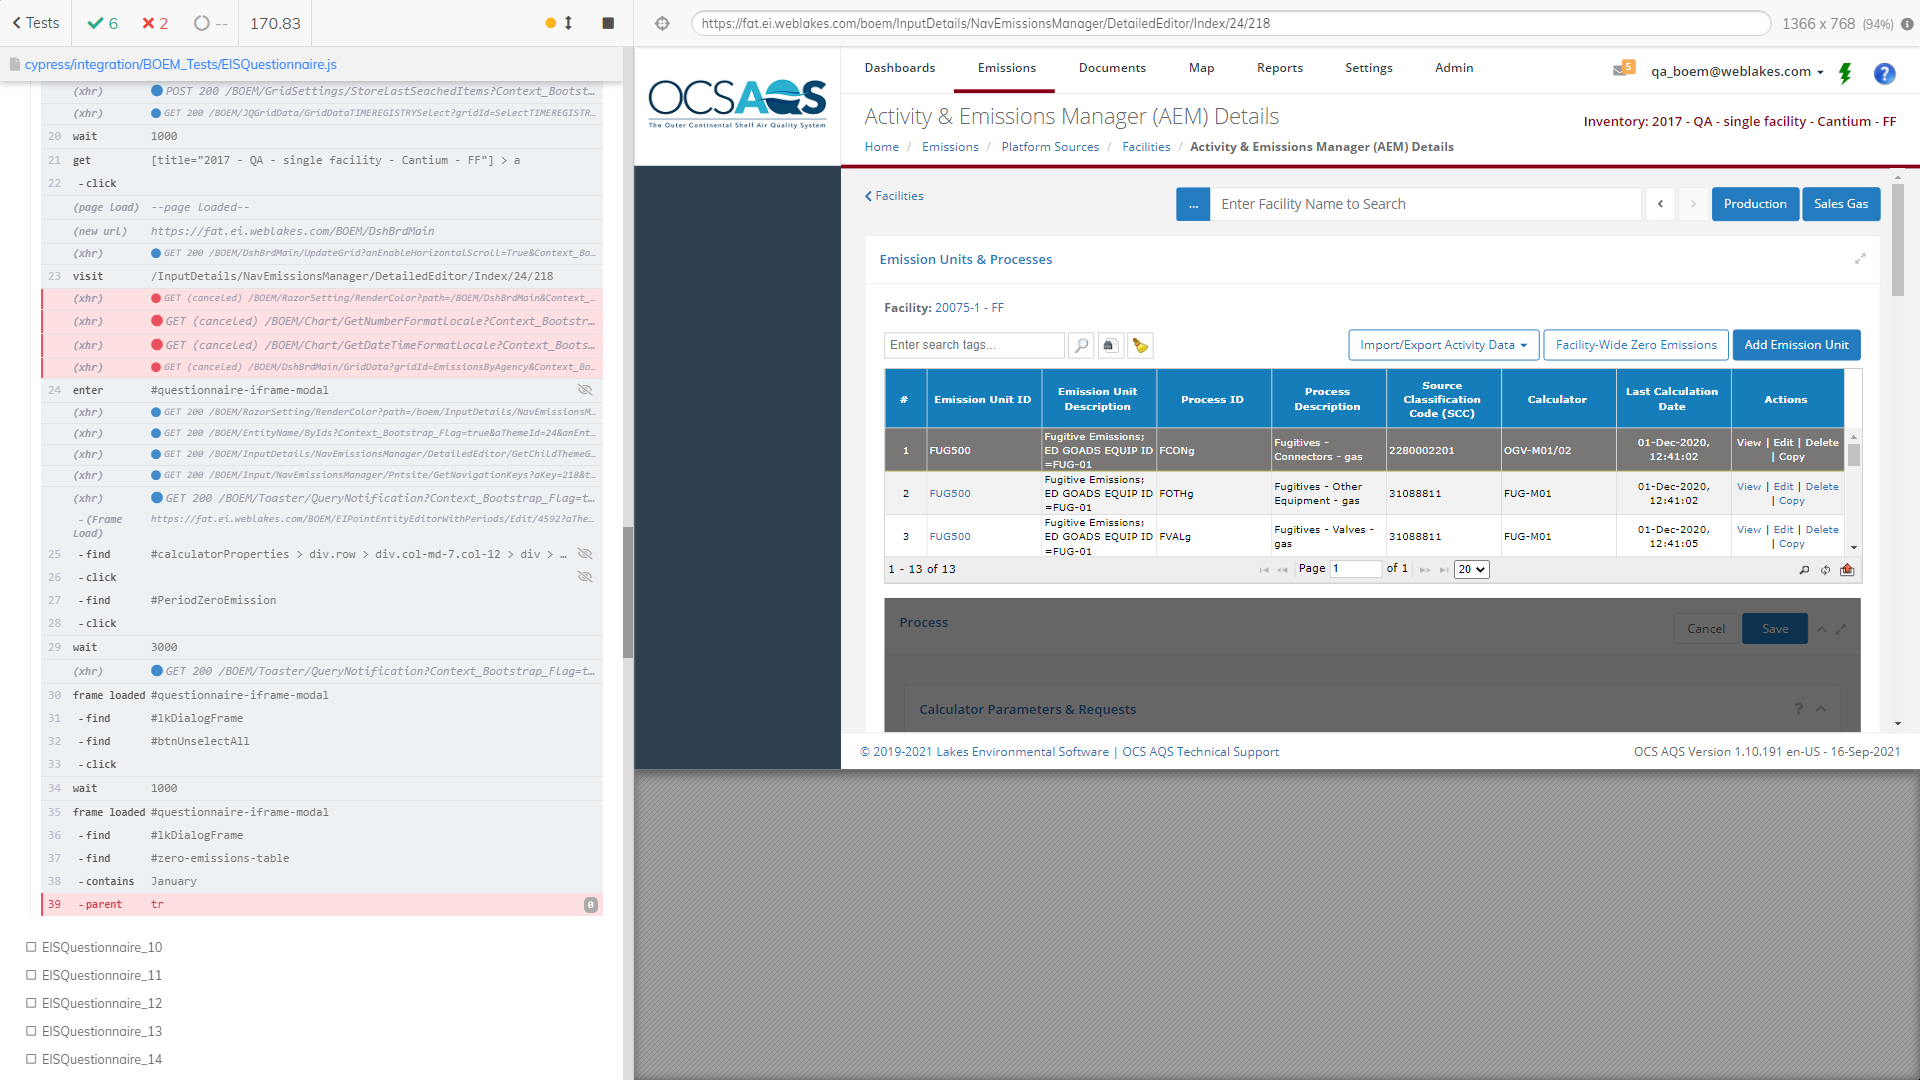 Tests
6
2
--
170.83
cypress/integration/BOEM_Tests/EISQuestionnaire.js
(xhr) POST 200 /BOEM/GridSettings/StoreLastSeachedItems?Context_Bootst...
(xhr) GET 200 /BOEM/JQGridData/GridDataTIMEREGISTRYSelect?gridId=SelectTIMEREGISTR...
20 wait 1000
21 get [title="2017 - QA - single facility - Cantium - FF"] > a
22 -click
(page load) --page loaded--
(new url) https://fat.ei.weblakes.com/BOEM/DshBrdMain
(xhr) GET 200 /BOEM/DshBrdMain/UpdateGrid?anEnableHorizontalScroll=True&Context_Bo...
23 visit /InputDetails/NavEmissionsManager/DetailedEditor/Index/24/218
(xhr) GET (canceled) /BOEM/RazorSetting/RenderColor?path=/BOEM/DshBrdMain&Context_...
(xhr) GET (canceled) /BOEM/Chart/GetNumberFormatLocale?Context_Bootstr...
(xhr) GET (canceled) /BOEM/Chart/GetDateTimeFormatLocale?Context_Boots...
(xhr) GET (canceled) /BOEM/DshBrdMain/GridData?gridId=EmissionsByAgency&Context_Bo...
24 enter #questionnaire-iframe-modal
(xhr) GET 200 /BOEM/RazorSetting/RenderColor?path=/boem/InputDetails/NavEmissionsM...
(xhr) GET 200 /BOEM/EntityName/ByIds?Context_Bootstrap_Flag=true&aThemeId=24&anEnt...
(xhr) GET 200 /BOEM/InputDetails/NavEmissionsManager/DetailedEditor/GetChildThemeG...
(xhr) GET 200 /BOEM/Input/NavEmissionsManager/Pntsite/GetNavigationKeys?aKey=218&t...
(xhr) GET 200 /BOEM/Toaster/QueryNotification?Context_Bootstrap_Flag=t...
-(Frame Load) https://fat.ei.weblakes.com/BOEM/EIPointEntityEditorWithPeriods/Edit/4592?aThe...
25 -find #calculatorProperties > div.row > div.col-md-7.col-12 > div > ...
26 -click
27 -find #PeriodZeroEmission
28 -click
29 wait 3000
(xhr) GET 200 /BOEM/Toaster/QueryNotification?Context_Bootstrap_Flag=t...
30 frame loaded #questionnaire-iframe-modal
31 -find #lkDialogFrame
32 -find #btnUnselectAll
33 -click
34 wait 1000
35 frame loaded #questionnaire-iframe-modal
36 -find #lkDialogFrame
37 -find #zero-emissions-table
38 -contains January
39 -parent tr 0
EISQuestionnaire_10
EISQuestionnaire_11
EISQuestionnaire_12
EISQuestionnaire_13
EISQuestionnaire_14
https://fat.ei.weblakes.com/boem/InputDetails/NavEmissionsManager/DetailedEditor/Index/24/218
1366 x 768 (94%)
OCSAQS
The Outer Continental Shelf Air Quality System
Dashboards Emissions Documents Map Reports Settings Admin
5
qa_boem@weblakes.com
?
Activity & Emissions Manager (AEM) Details
Inventory: 2017 - QA - single facility - Cantium - FF
Home / Emissions / Platform Sources / Facilities / Activity & Emissions Manager (AEM) Details
Facilities
... Enter Facility Name to Search
Production
Sales Gas
Emission Units & Processes
Facility: 20075-1 - FF
Enter search tags...
Import/Export Activity Data
Facility-Wide Zero Emissions
Add Emission Unit
# Emission Unit ID Emission Unit Description Process ID Process Description Source Classification Code (SCC) Calculator Last Calculation Date Actions
1 FUG500 Fugitive Emissions; ED GOADS EQUIP ID =FUG-01 FCONg Fugitives - Connectors - gas 2280002201 OGV-M01/02 01-Dec-2020, 12:41:02 View | Edit | Delete | Copy
2 FUG500 Fugitive Emissions; ED GOADS EQUIP ID =FUG-01 FOTHg Fugitives - Other Equipment - gas 31088811 FUG-M01 01-Dec-2020, 12:41:02 View | Edit | Delete | Copy
3 FUG500 Fugitive Emissions; ED GOADS EQUIP ID =FUG-01 FVALg Fugitives - Valves - gas 31088811 FUG-M01 01-Dec-2020, 12:41:05 View | Edit | Delete | Copy
1 - 13 of 13
Page 1 of 1
20
Process
Cancel
Save
Calculator Parameters & Requests
?
© 2019-2021 Lakes Environmental Software | OCS AQS Technical Support
OCS AQS Version 1.10.191 en-US - 16-Sep-2021